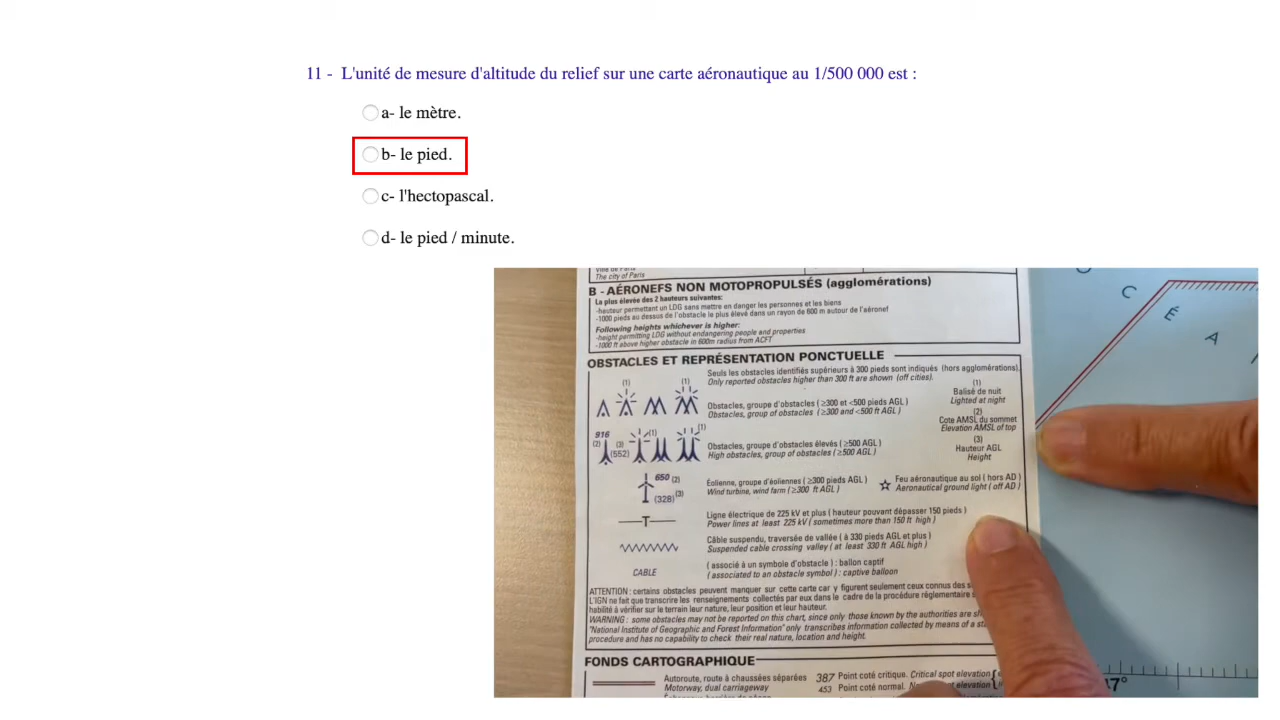 11 - L'unité de mesure d'altitude du relief sur une carte aéronautique au 1/500 000 est :
a- le mètre.
b- le pied.
c- l'hectopascal.
d- le pied / minute.
The city of Paris
B - AÉRONEFS NON MOTOPROPULSÉS (agglomérations)
La plus élevée des 2 hauteurs suivantes:
-hauteur permettant un LDG sans mettre en danger les personnes et les biens
-1000 pieds au dessus de l'obstacle le plus élevé dans un rayon de 600 m autour de l'aéronef
Following heights whichever is higher:
-height permitting LDG without endangering people and properties
-1000 ft above higher obstacle in 600m radius from ACFT
OBSTACLES ET REPRÉSENTATION PONCTUELLE
Seuls les obstacles identifiés supérieurs à 300 pieds sont indiqués (hors agglomérations).
Only reported obstacles higher than 300 ft are shown (off cities).
(1) (1)
Obstacles, groupe d'obstacles (≥300 et <500 pieds AGL)
Obstacles, group of obstacles (≥300 and <500 ft AGL)
(1)
Balisé de nuit
Lighted at night
(2)
Cote AMSL du sommet
Elevation AMSL of top
(3)
Hauteur AGL
Height
916
(2) (3) (1) (1)
(552)
Obstacles, groupe d'obstacles élevés (≥500 AGL)
High obstacles, group of obstacles (≥500 AGL)
650 (2)
(328) (3)
Éolienne, groupe d'éoliennes (≥300 pieds AGL)
Wind turbine, wind farm (≥300 ft AGL)
Feu aéronautique au sol (hors AD)
Aeronautical ground light (off AD)
T
Ligne électrique de 225 kV et plus (hauteur pouvant dépasser 150 pieds)
Power lines at least 225 kV (sometimes more than 150 ft high)
Câble suspendu, traversée de vallée (à 330 pieds AGL et plus)
Suspended cable crossing valley (at least 330 ft AGL high)
CABLE
(associé à un symbole d'obstacle) : ballon captif
(associated to an obstacle symbol) : captive balloon
ATTENTION : certains obstacles peuvent manquer sur cette carte car y figurent seulement ceux connus des
L'IGN ne fait que transcrire les renseignements collectés par eux dans le cadre de la procédure réglementaire
habilité à vérifier sur le terrain leur nature, leur position et leur hauteur.
WARNING : some obstacles may not be reported on this chart, since only those known by the authorities are
"National Institute of Geographic and Forest Information" only transcribes information collected by means of a
procedure and has no capability to check their real nature, location and height.
FONDS CARTOGRAPHIQUE
Autoroute, route à chaussées séparées
Motorway, dual carriageway
387 Point coté critique. Critical spot elevation
453 Point coté normal. elevation
C
É
A
17°